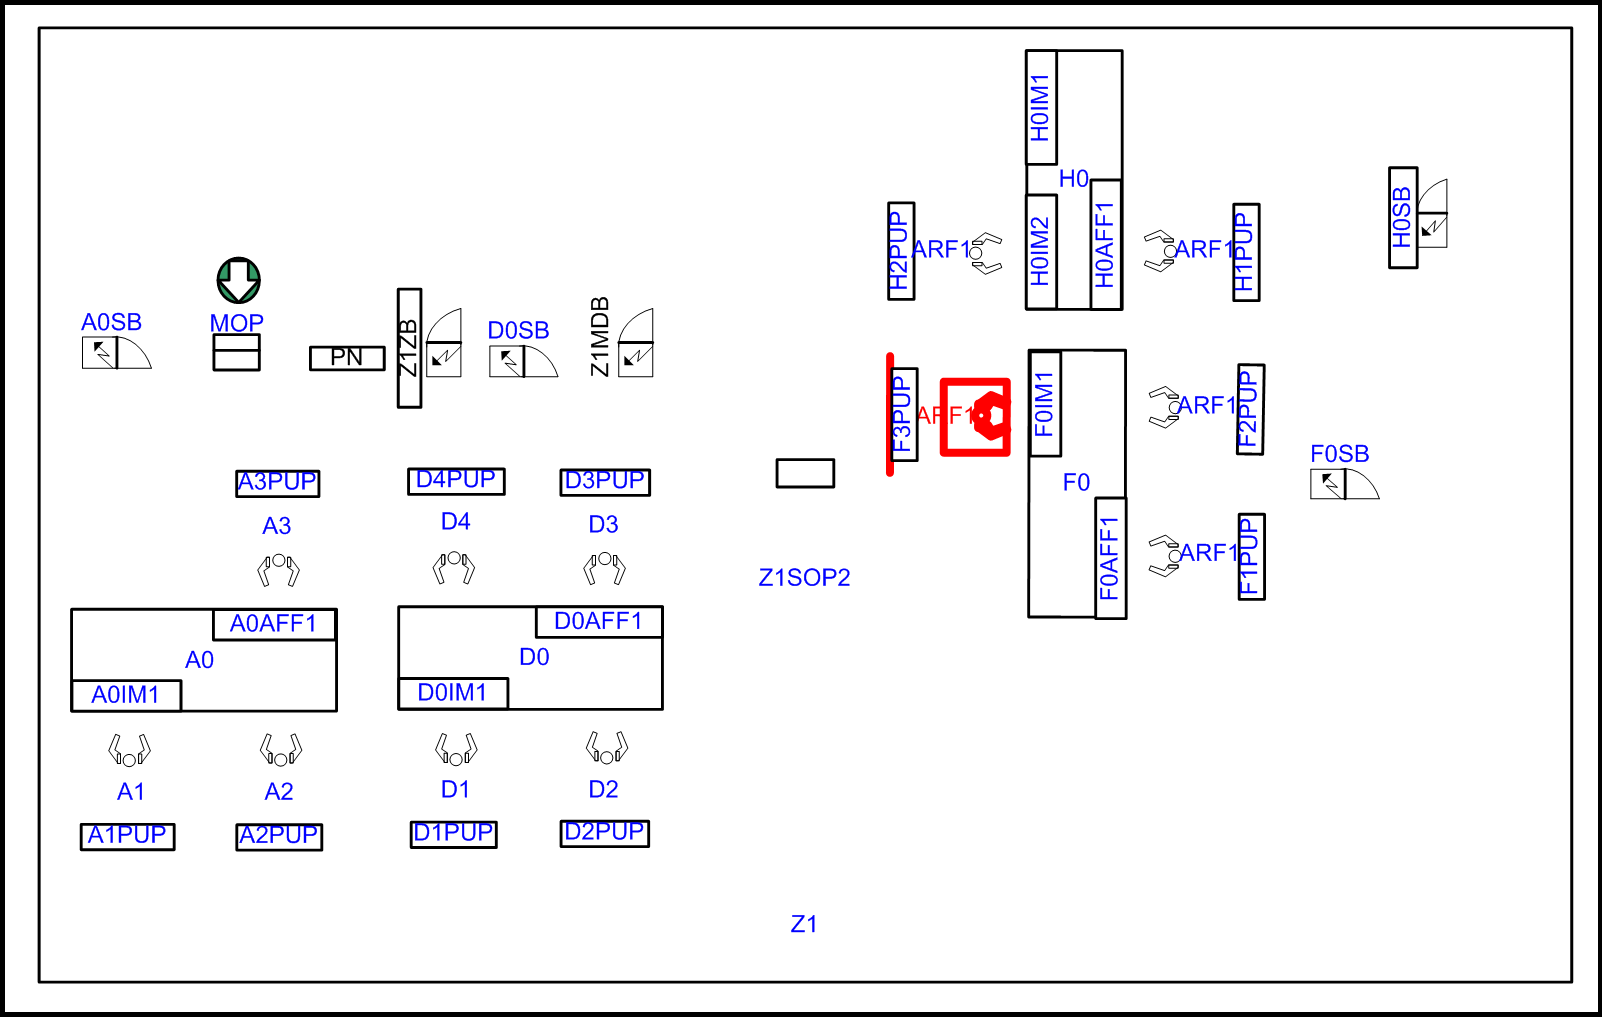 H0IM1
H0
H0SB
H2PUP
ARF1
H0IM2
H0AFF1
ARF1
H1PUP
A0SB
MOP
PN
Z1ZB
D0SB
Z1MDB
F3PUP
ARF1
F0IM1
ARF1
F2PUP
F0SB
A3PUP
D4PUP
D3PUP
F0
A3
D4
D3
F0AFF1
ARF1
F1PUP
Z1SOP2
A0AFF1
D0AFF1
A0
D0
A0IM1
D0IM1
A1
A2
D1
D2
A1PUP
A2PUP
D1PUP
D2PUP
Z1